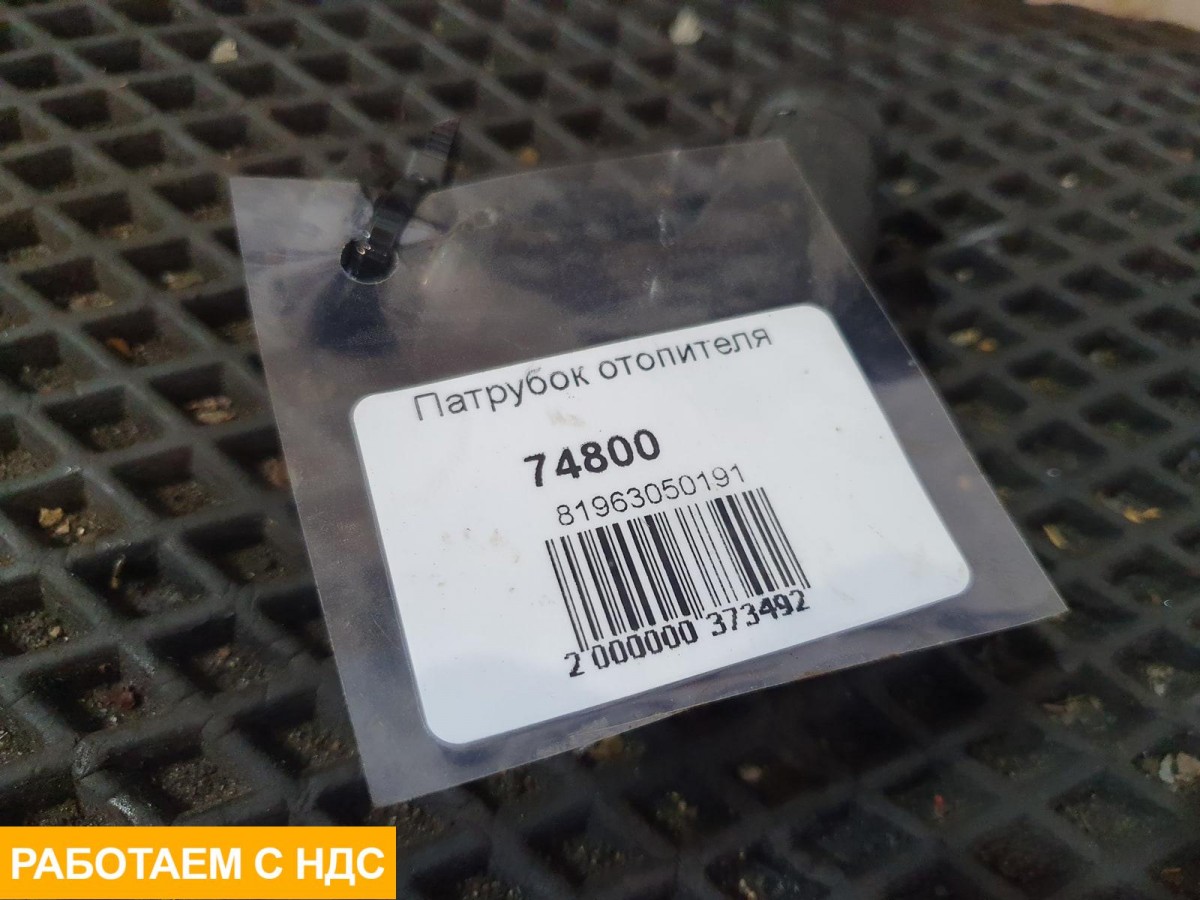 Патрубок отопителя
74800
81963050191
2 000000 373492
РАБОТАЕМ С НДС